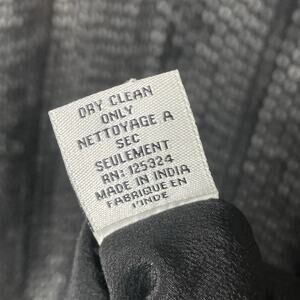 DRY CLEAN
ONLY
NETTOYAGE A
SEC
SEULEMENT
RN: 125324
MADE IN INDIA
FABRIQUE EN
L'INDE